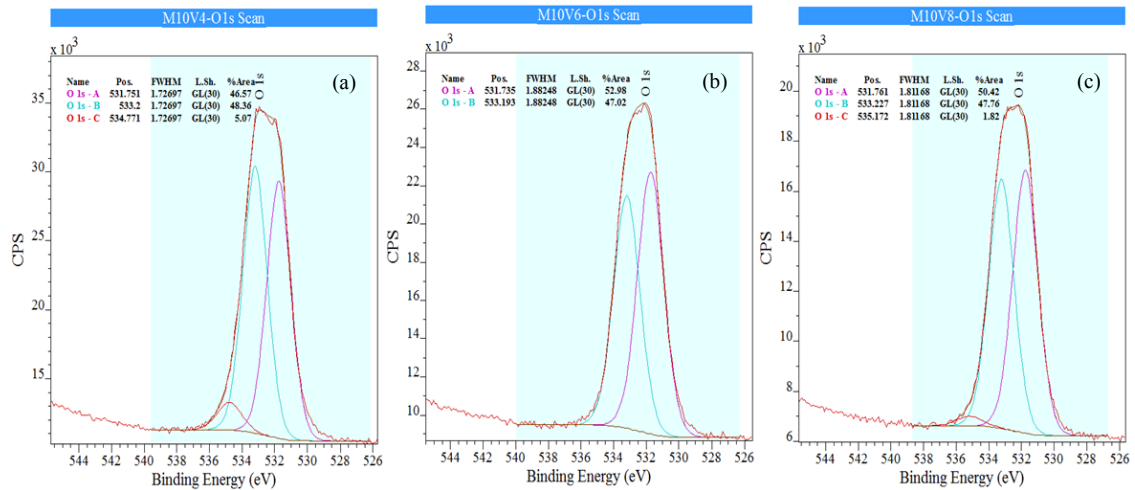 M10V4-O1s Scan
x 10³
(a)
Name Pos. FWHM L.Sh. %Area
O 1s - A 531.751 1.72697 GL(30) 46.57
O 1s - B 533.2 1.72697 GL(30) 48.36
O 1s - C 534.771 1.72697 GL(30) 5.07
O 1s
35
30
25
20
15
CPS
544 542 540 538 536 534 532 530 528 526
Binding Energy (eV)
M10V6-O1s Scan
x 10³
(b)
Name Pos. FWHM L.Sh. %Area
O 1s - A 531.735 1.88248 GL(30) 52.98
O 1s - B 533.193 1.88248 GL(30) 47.02
O 1s
28
26
24
22
20
18
16
14
12
10
CPS
544 542 540 538 536 534 532 530 528 526
Binding Energy (eV)
M10V8-O1s Scan
x 10³
(c)
Name Pos. FWHM L.Sh. %Area
O 1s - A 531.761 1.81168 GL(30) 50.42
O 1s - B 533.227 1.81168 GL(30) 47.76
O 1s - C 535.172 1.81168 GL(30) 1.82
O 1s
20
18
16
14
12
10
8
6
CPS
544 542 540 538 536 534 532 530 528 526
Binding Energy (eV)